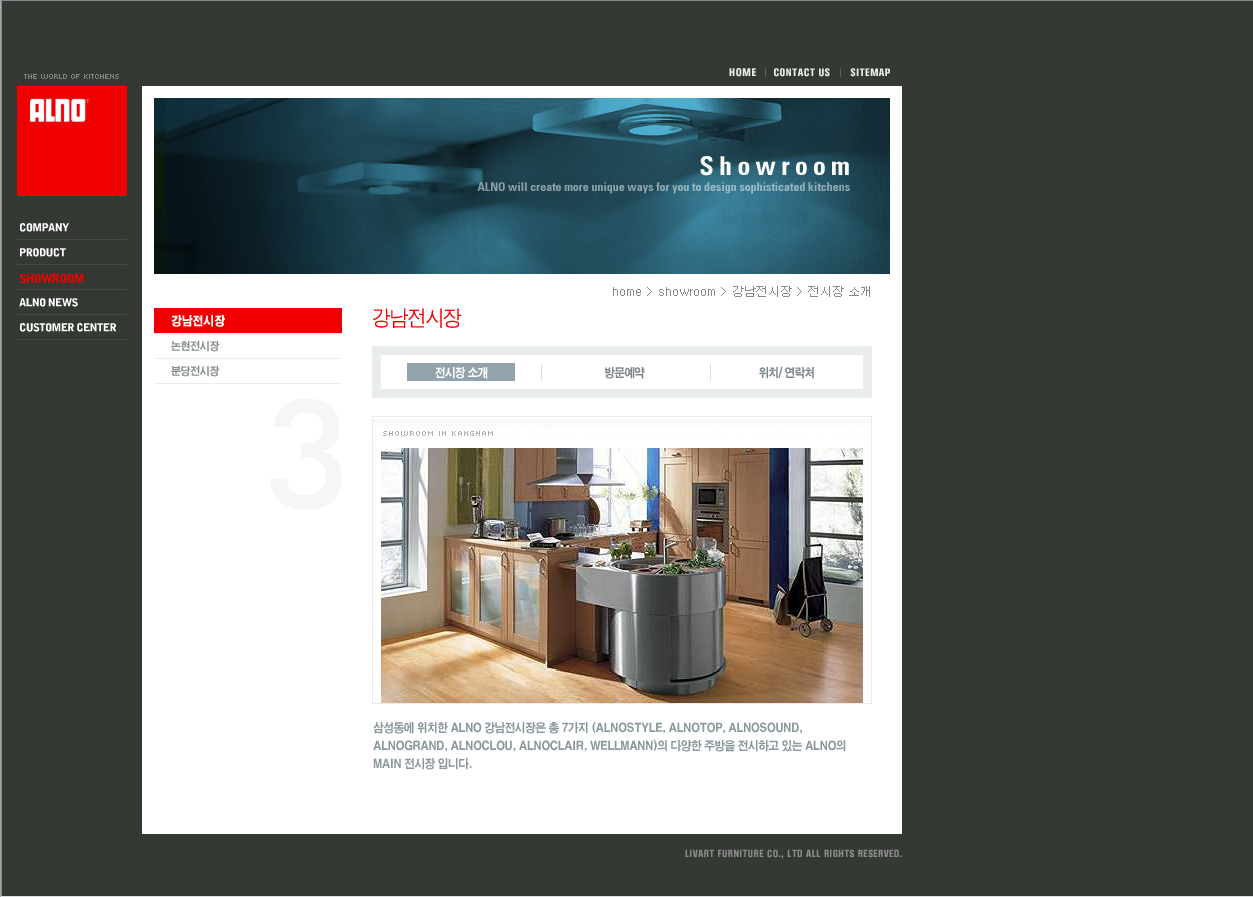 THE WORLD OF KITCHENS
HOME | CONTACT US | SITEMAP
ALNO
Showroom
ALNO will create more unique ways for you to design sophisticated kitchens
COMPANY
PRODUCT
SHOWROOM
ALNO NEWS
CUSTOMER CENTER
home > showroom > 강남전시장 > 전시장 소개
강남전시장
논현전시장
분당전시장
3
강남전시장
전시장 소개
방문예약
위치/ 연락처
SHOWROOM IN KANGNAM
삼성동에 위치한 ALNO 강남전시장은 총 7가지 (ALNOSTYLE, ALNOTOP, ALNOSOUND,
ALNOGRAND, ALNOCLOU, ALNOCLAIR, WELLMANN)의 다양한 주방을 전시하고 있는 ALNO의
MAIN 전시장 입니다.
LIVART FURNITURE CO., LTD ALL RIGHTS RESERVED.